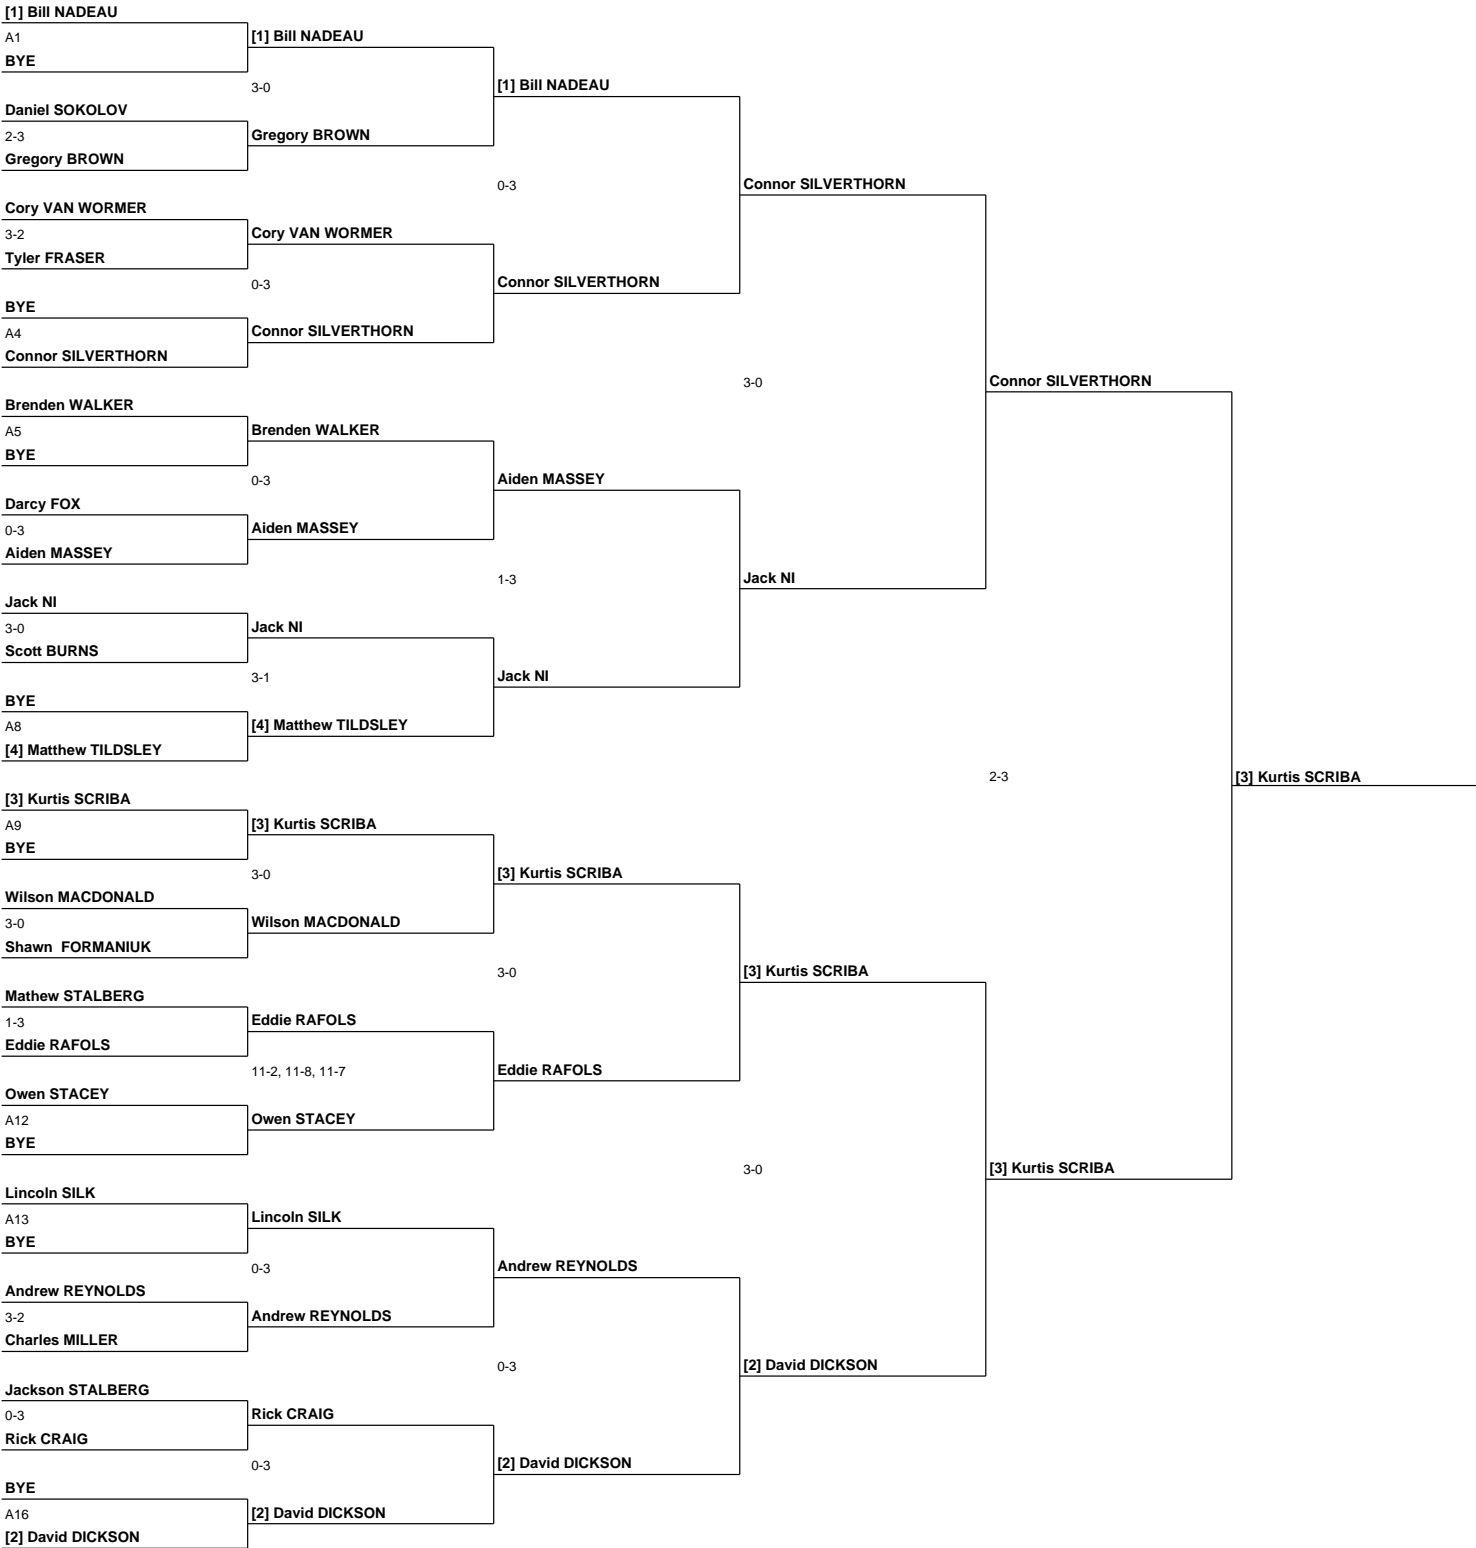 [1] Bill NADEAU
A1
BYE
Daniel SOKOLOV
2-3
Gregory BROWN
Cory VAN WORMER
3-2
Tyler FRASER
BYE
A4
Connor SILVERTHORN
Brenden WALKER
A5
BYE
Darcy FOX
0-3
Aiden MASSEY
Jack NI
3-0
Scott BURNS
BYE
A8
[4] Matthew TILDSLEY
[3] Kurtis SCRIBA
A9
BYE
Wilson MACDONALD
3-0
Shawn  FORMANIUK
Mathew STALBERG
1-3
Eddie RAFOLS
Owen STACEY
A12
BYE
Lincoln SILK
A13
BYE
Andrew REYNOLDS
3-2
Charles MILLER
Jackson STALBERG
0-3
Rick CRAIG
BYE
A16
[2] David DICKSON
[1] Bill NADEAU
3-0
Gregory BROWN
Cory VAN WORMER
0-3
Connor SILVERTHORN
Brenden WALKER
0-3
Aiden MASSEY
Jack NI
3-1
[4] Matthew TILDSLEY
[3] Kurtis SCRIBA
3-0
Wilson MACDONALD
Eddie RAFOLS
11-2, 11-8, 11-7
Owen STACEY
Lincoln SILK
0-3
Andrew REYNOLDS
Rick CRAIG
0-3
[2] David DICKSON
[1] Bill NADEAU
0-3
Connor SILVERTHORN
Aiden MASSEY
1-3
Jack NI
[3] Kurtis SCRIBA
3-0
Eddie RAFOLS
Andrew REYNOLDS
0-3
[2] David DICKSON
Connor SILVERTHORN
3-0
Jack NI
[3] Kurtis SCRIBA
3-0
[2] David DICKSON
Connor SILVERTHORN
2-3
[3] Kurtis SCRIBA
[3] Kurtis SCRIBA